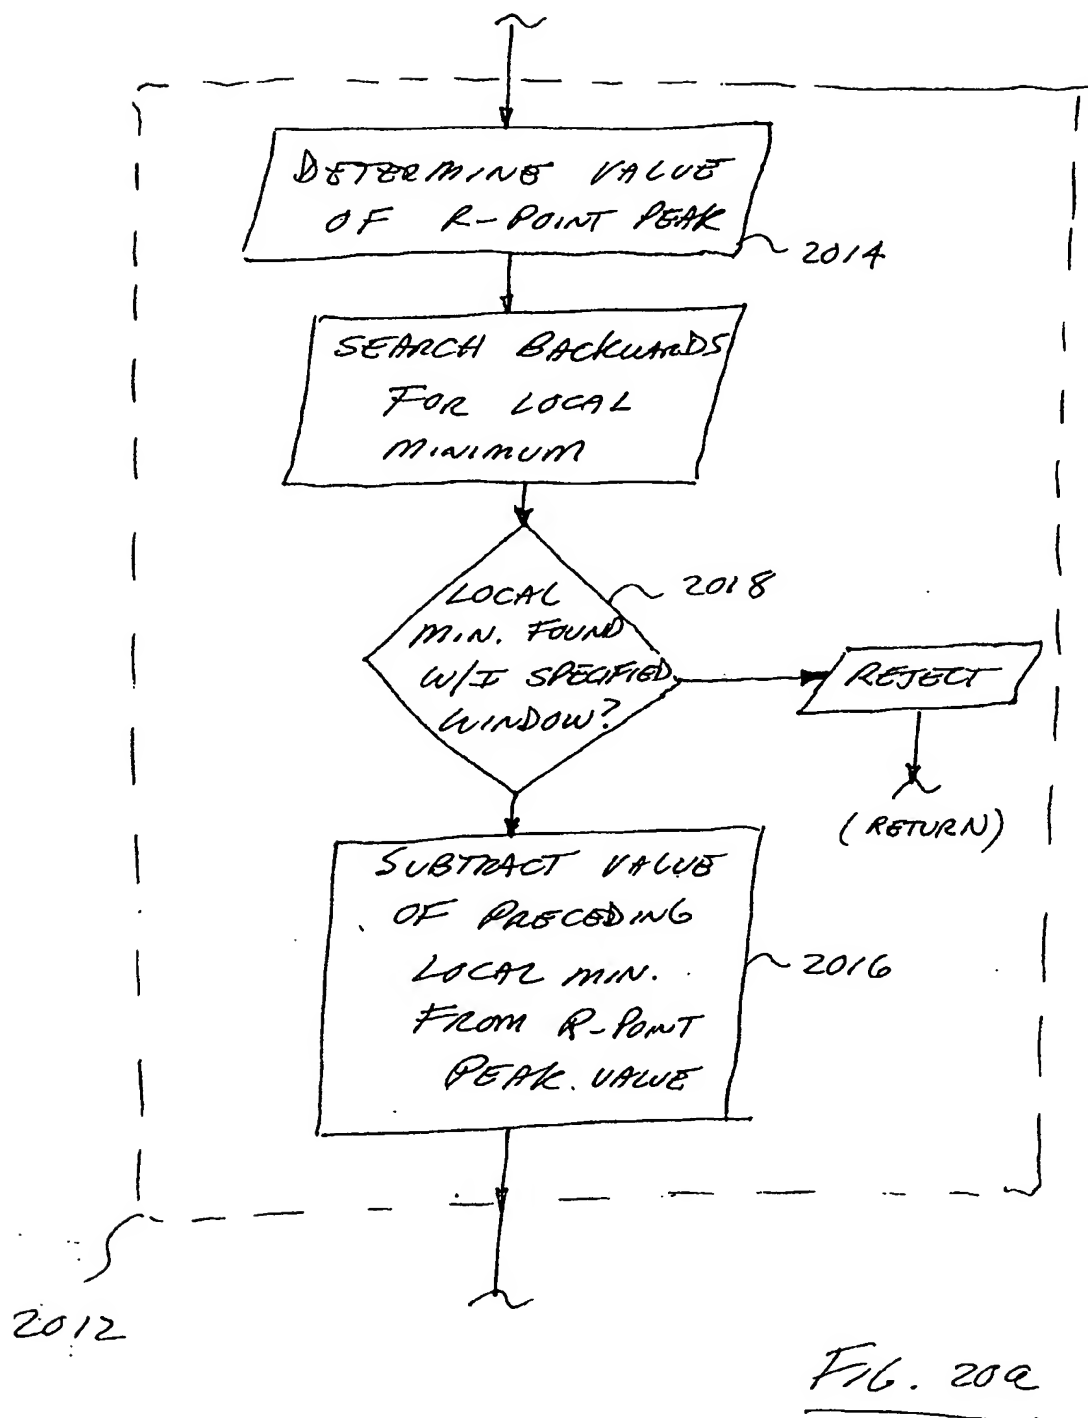 DETERMINE VALUE
OF R-POINT PEAK
2014
SEARCH BACKWARDS
FOR LOCAL
MINIMUM
2018
LOCAL
MIN. FOUND
W/I SPECIFIED
WINDOW?
REJECT
(RETURN)
SUBTRACT VALUE
OF PRECEDING
LOCAL MIN.
FROM R-POINT
PEAK. VALUE
2016
2012
FIG. 20a